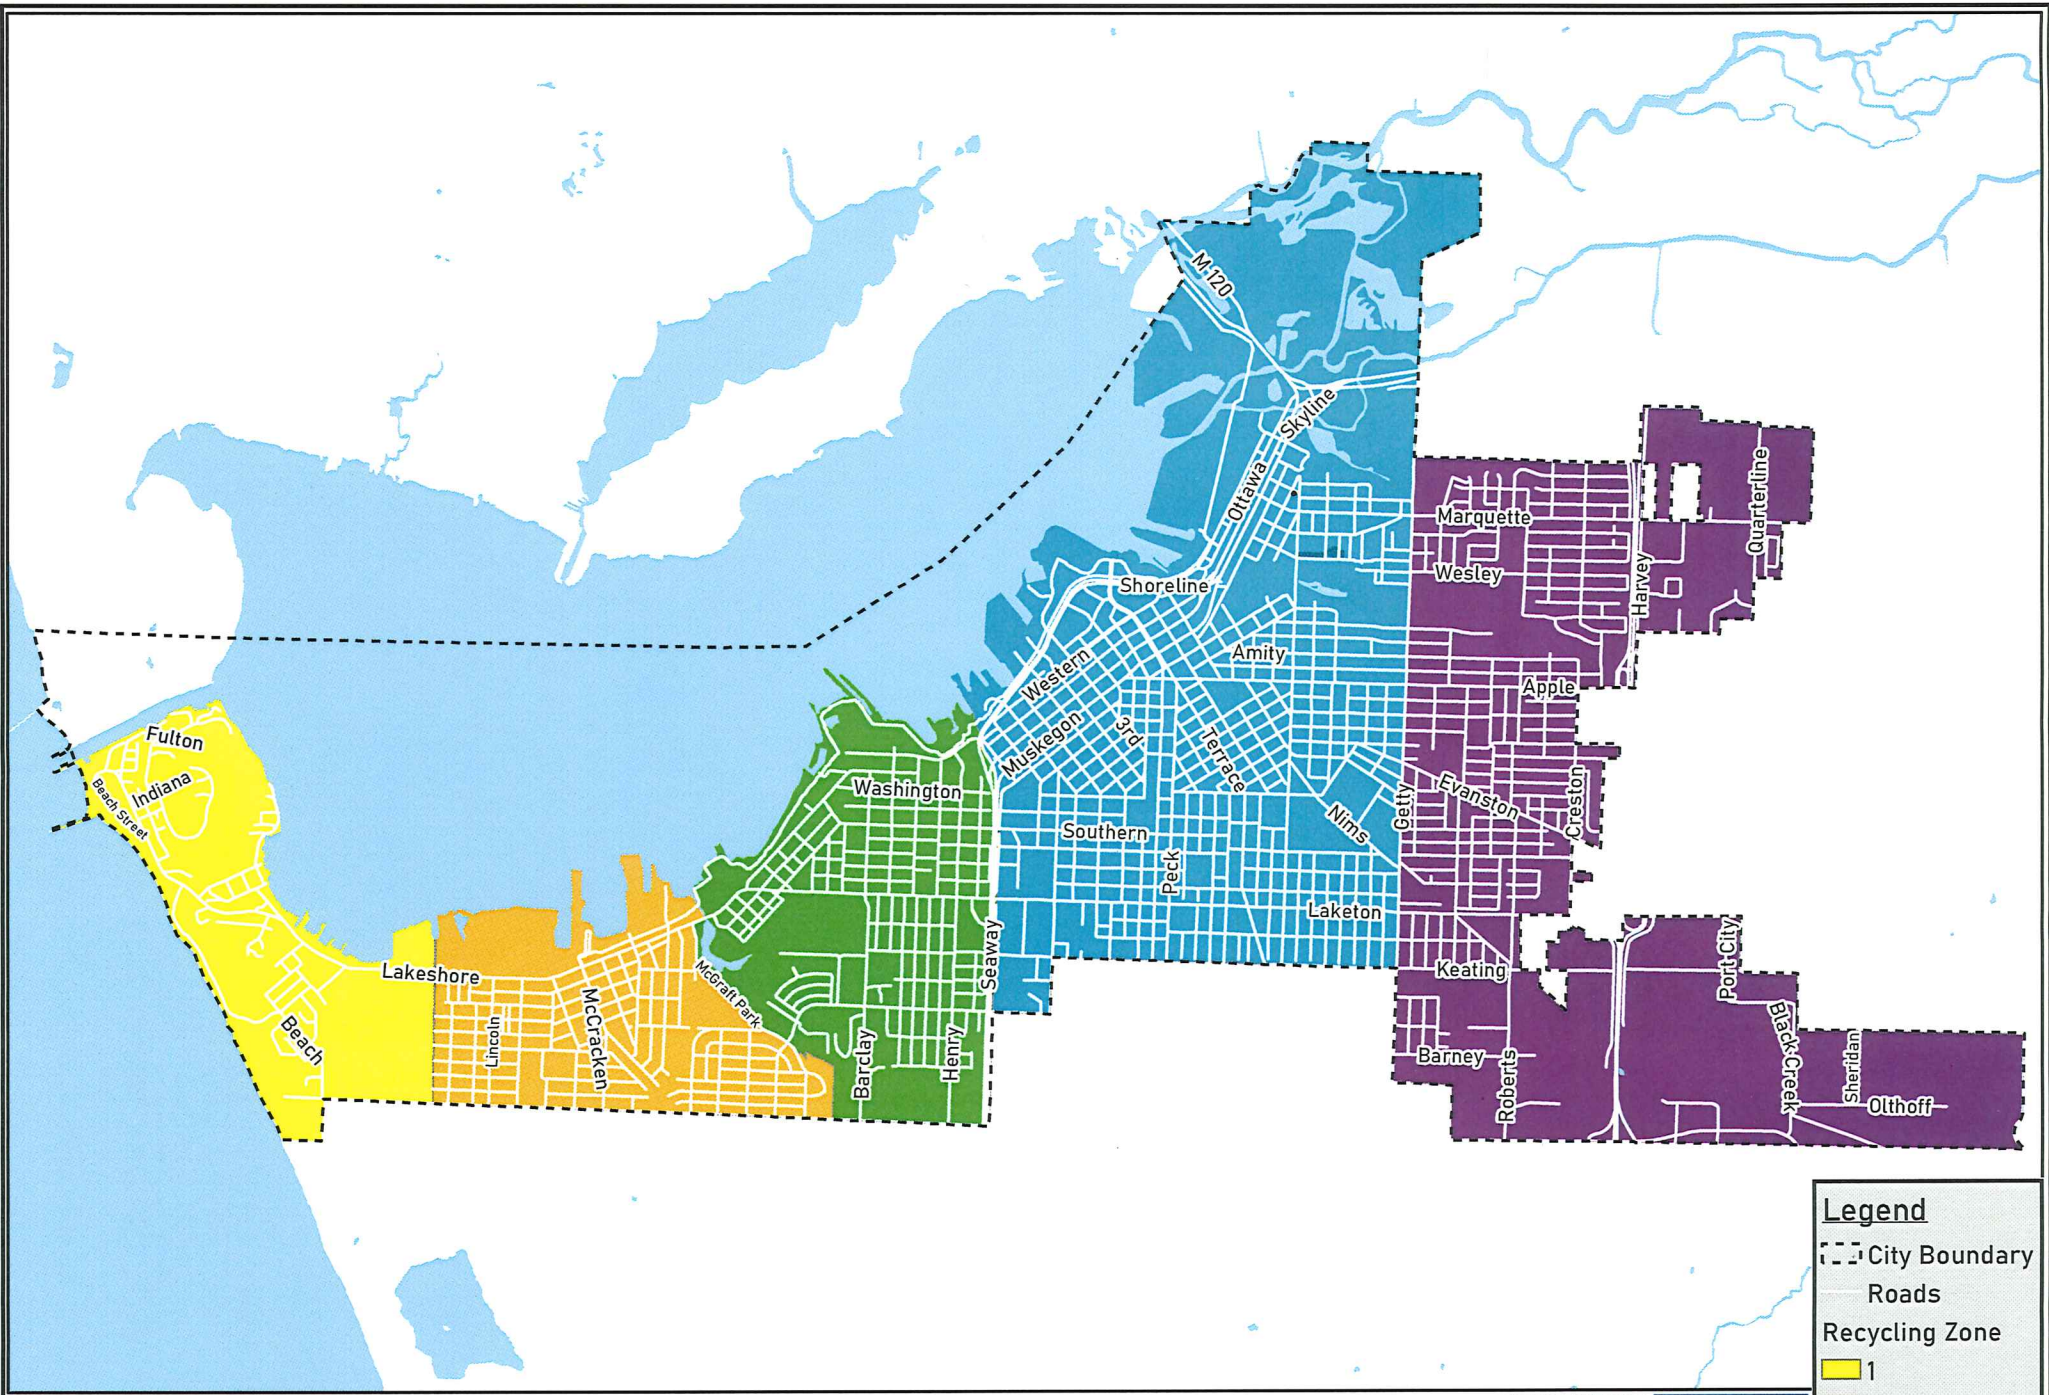 M 120
Skyline
Ottawa
Quarterline
Marquette
Wesley
Harvey
Shoreline
Amity
Western
Apple
Muskegon
3rd
Terrace
Fulton
Indiana
Beach Street
Washington
Evanston
Creston
Getty
Nims
Southern
Peck
Laketon
Seaway
Port City
Keating
Lakeshore
McGraft Park
Beach
Lincoln
McCracken
Barclay
Henry
Barney
Roberts
Black Creek
Sheridan
Olthoff
Legend
City Boundary
Roads
Recycling Zone
1